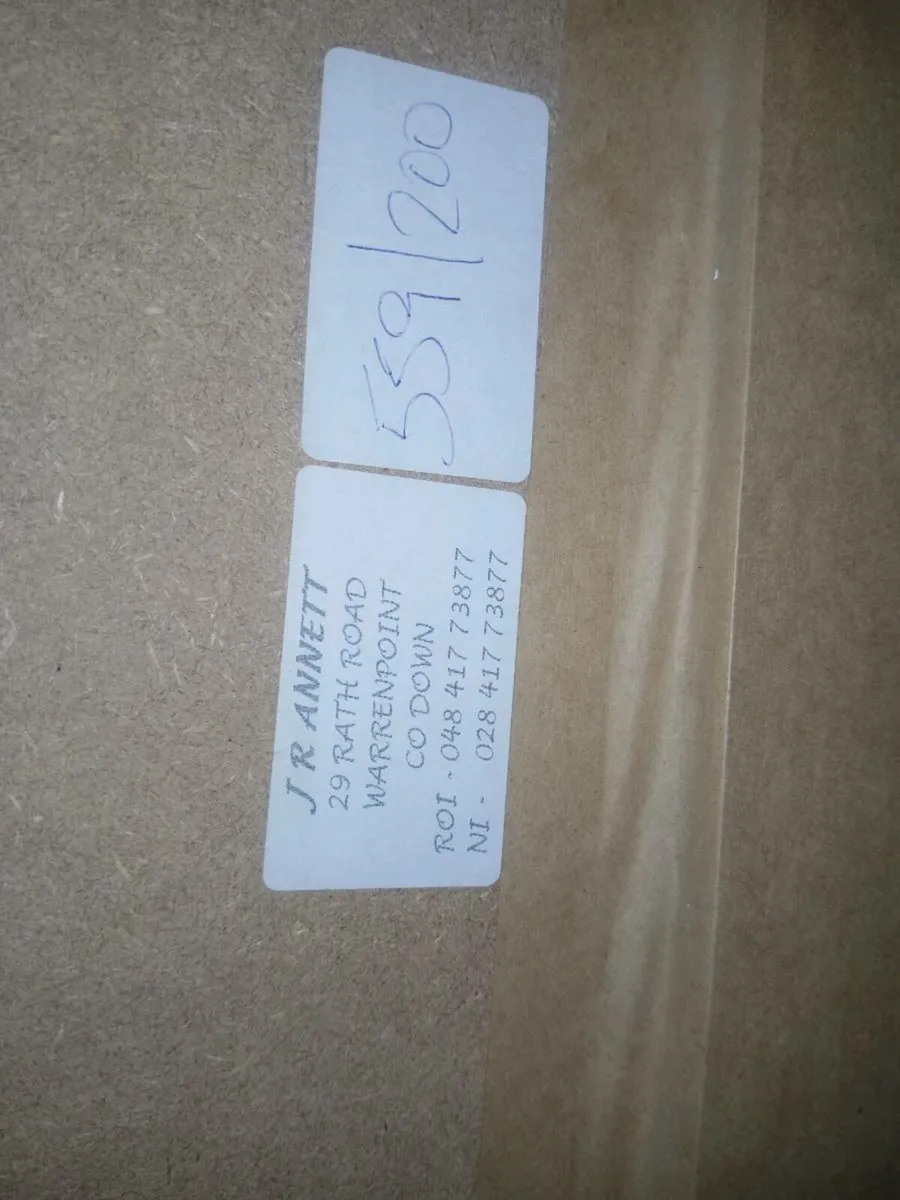 J R ANNETT
29 RATH ROAD
WARRENPOINT
CO DOWN
ROI - 048 417 73877
NI - 028 417 73877
559/200